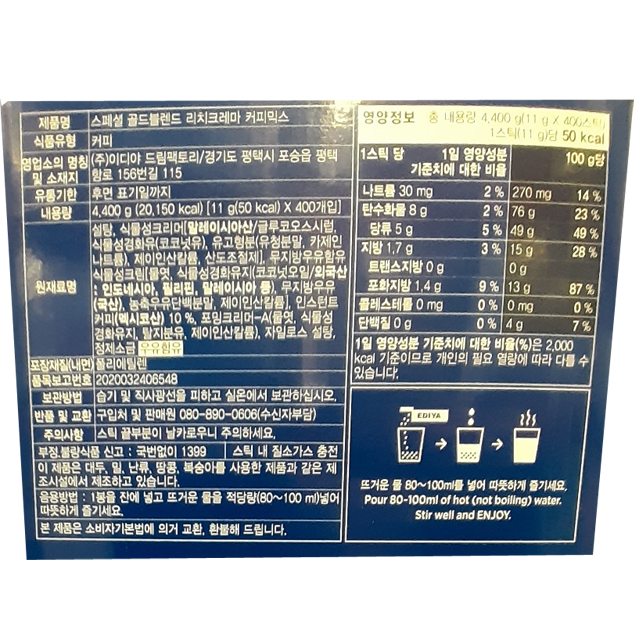 제품명 스페셜 골드블렌드 리치크레마 커피믹스
식품유형 커피
영업소의 명칭 및 소재지 (주)이디야 드림팩토리/경기도 평택시 포승읍 평택
항로 156번길 115
유통기한 후면 표기일까지
내용량 4,400 g (20,150 kcal) [11 g(50 kcal) X 400개입]
원재료명 설탕, 식물성크리머[말레이시아산/글루코오스시럽,
식물성경화유(코코넛유), 유고형분(유청분말, 카제인
나트륨), 제이인산칼륨, 산도조절제], 무지방우유함유
식물성크림[물엿, 식물성경화유지(코코넛오일/외국산
: 인도네시아, 필리핀, 말레이시아 등), 무지방우유
(국산), 농축우유단백분말, 제이인산칼륨], 인스턴트
커피(멕시코산) 10 %, 포밍크리머-A(물엿, 식물성
경화유지, 탈지분유, 제이인산칼륨), 자일로스 설탕,
정제소금 우유함유
포장재질(내면) 폴리에틸렌
품목보고번호 2020032406548
보관방법 습기 및 직사광선을 피하고 실온에서 보관하십시오.
반품 및 교환 구입처 및 판매원 080-890-0606(수신자부담)
주의사항 스틱 끝부분이 날카로우니 주의하세요.
부정.불량식품 신고 : 국번없이 1399 스틱 내 질소가스 충전
이 제품은 대두, 밀, 난류, 땅콩, 복숭아를 사용한 제품과 같은 제
조시설에서 제조하고 있습니다.
음용방법 : 1봉을 잔에 넣고 뜨거운 물을 적당량(80~100 ml)넣어
따뜻하게 즐기세요.
본 제품은 소비자기본법에 의거 교환, 환불해 드립니다.
영양정보 총 내용량 4,400 g(11 g X 400스틱)
1스틱(11 g)당 50 kcal
1스틱 당 1일 영양성분 기준치에 대한 비율 100 g당
나트륨 30 mg 2 % 270 mg 14 %
탄수화물 8 g 2 % 76 g 23 %
당류 5 g 5 % 49 g 49 %
지방 1.7 g 3 % 15 g 28 %
트랜스지방 0 g 0 g
포화지방 1.4 g 9 % 13 g 87 %
콜레스테롤 0 mg 0 % 0 mg 0 %
단백질 0 g 0 % 4 g 7 %
1일 영양성분 기준치에 대한 비율(%)은 2,000
kcal 기준이므로 개인의 필요 열량에 따라 다를 수
있습니다.
EDIYA
뜨거운 물 80~100ml를 넣어 따뜻하게 즐기세요.
Pour 80-100ml of hot (not boiling) water.
Stir well and ENJOY.